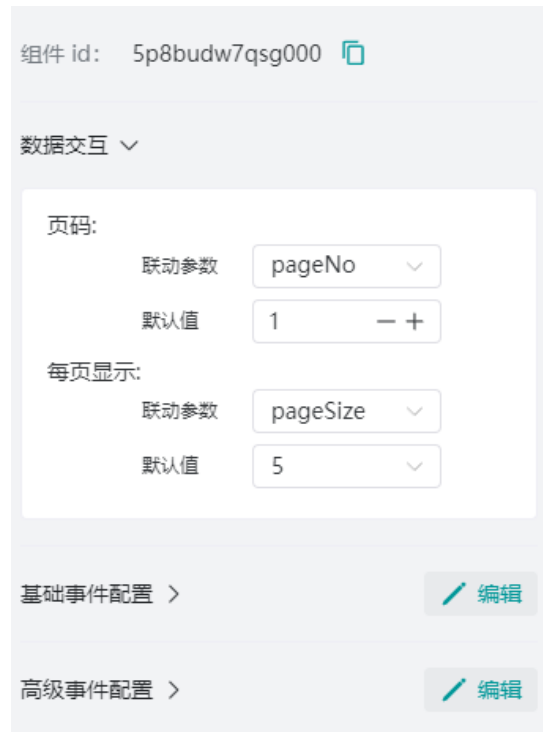 组件 id: 5p8budw7qsg000
数据交互
页码:
联动参数 pageNo
默认值 1 − +
每页显示:
联动参数 pageSize
默认值 5
基础事件配置 编辑
高级事件配置 编辑